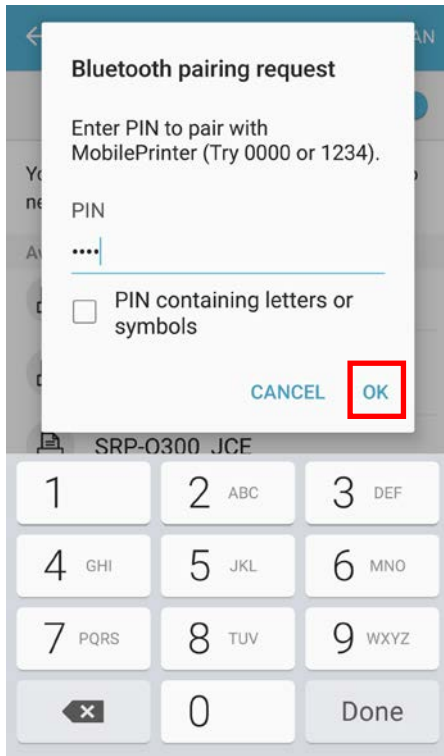 AN
Bluetooth pairing request
Enter PIN to pair with
MobilePrinter (Try 0000 or 1234).
PIN
••••
PIN containing letters or
symbols
CANCEL OK
SRP-Q300_JCE
1 2 ABC 3 DEF
4 GHI 5 JKL 6 MNO
7 PQRS 8 TUV 9 WXYZ
0 Done